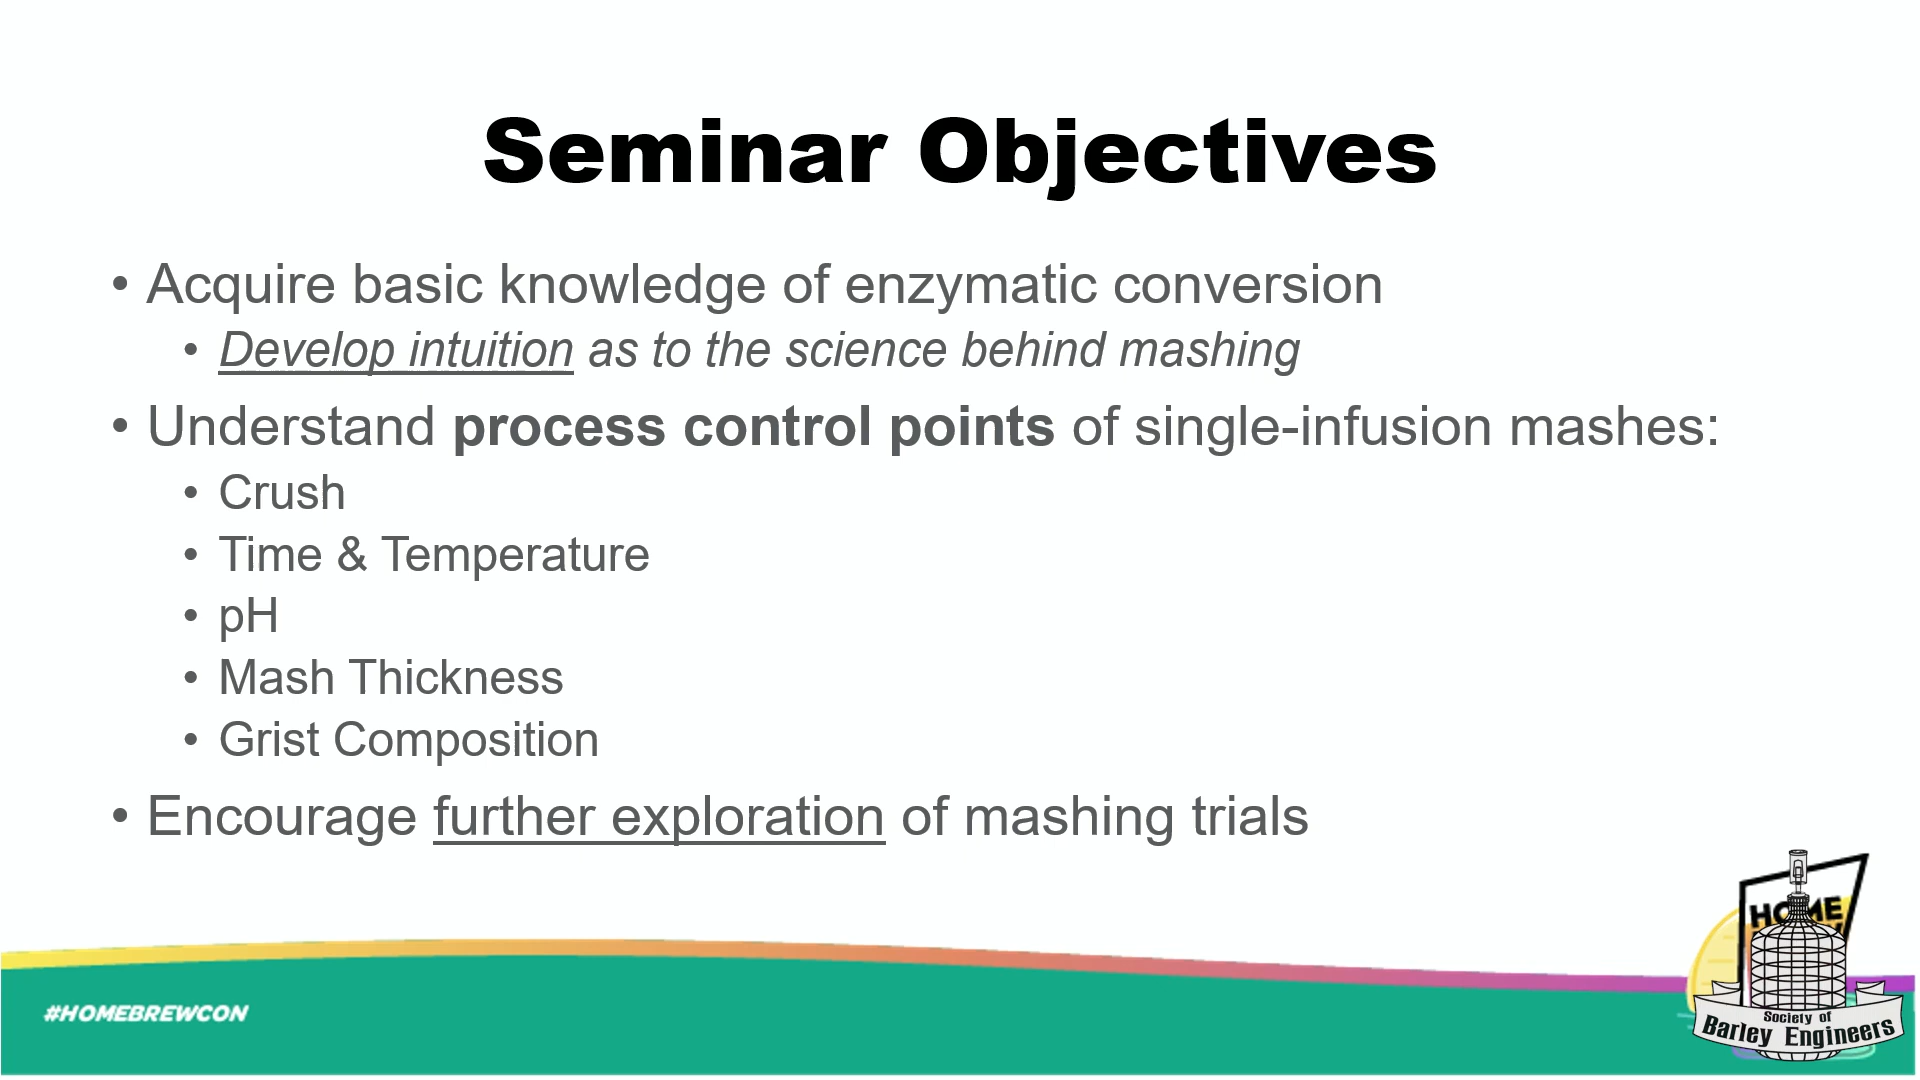 Seminar Objectives
• Acquire basic knowledge of enzymatic conversion
• Develop intuition as to the science behind mashing
• Understand process control points of single-infusion mashes:
• Crush
• Time & Temperature
• pH
• Mash Thickness
• Grist Composition
• Encourage further exploration of mashing trials
#HOMEBREWCON
HOME
Society of
Barley Engineers